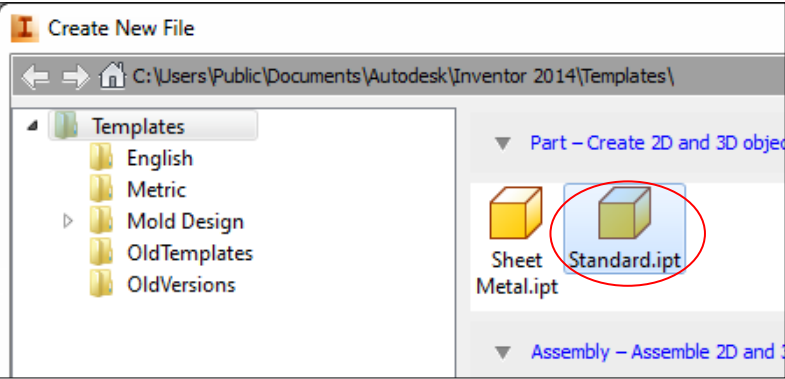 Create New File
C:\Users\Public\Documents\Autodesk\Inventor 2014\Templates\
Templates
English
Metric
Mold Design
OldTemplates
OldVersions
Part – Create 2D and 3D objec
Sheet Metal.ipt
Standard.ipt
Assembly – Assemble 2D and 3